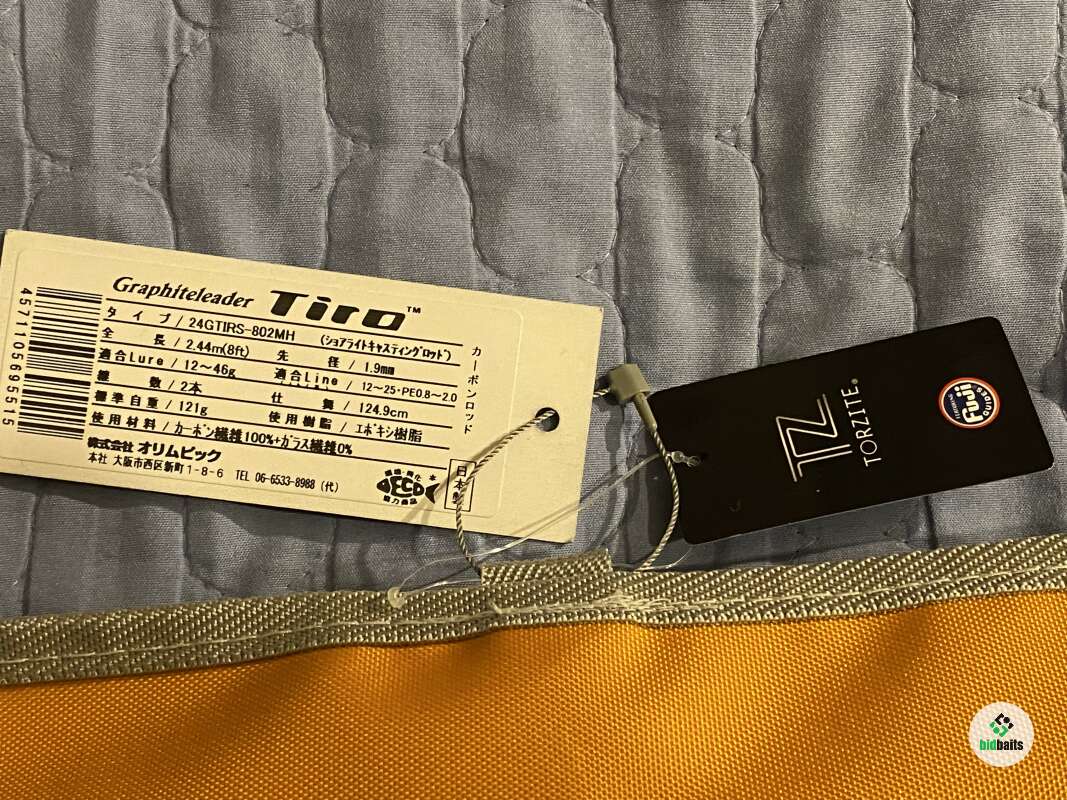 Graphiteleader Tiro™
タイプ / 24GTIRS-802MH (ショアライトキャスティングロッド)
全長 / 2.44m(8ft) 先径 / 1.9mm
適合Lure / 12～46g 適合Line / 12～25・PE0.8～2.0
継数 / 2本 仕舞 / 124.9cm
標準自重 / 121g 使用樹脂 / エポキシ樹脂
使用材料 / カーボン繊維100%+ガラス繊維0%
株式会社 オリムピック
本社 大阪市西区新町1-8-6 TEL 06-6533-8988 (代)
カーボンロッド
日本製
ECO
4571105695515
TZ
TORZITE®
Fuji
bidbaits